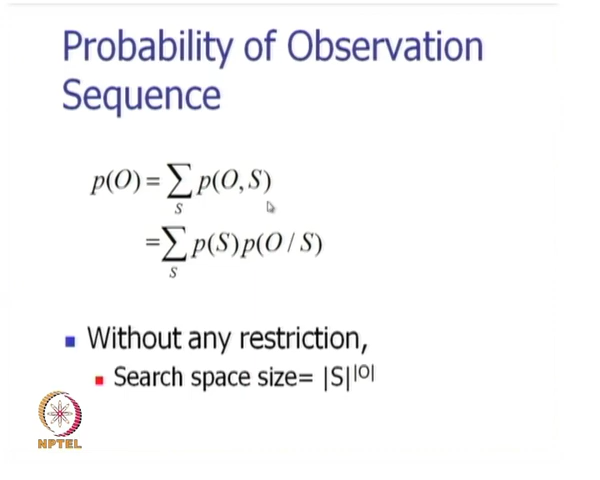 Probability of Observation
Sequence
p(O) = ∑_S p(O,S)
= ∑_S p(S)p(O / S)
Without any restriction,
Search space size= |S|^|O|
NPTEL